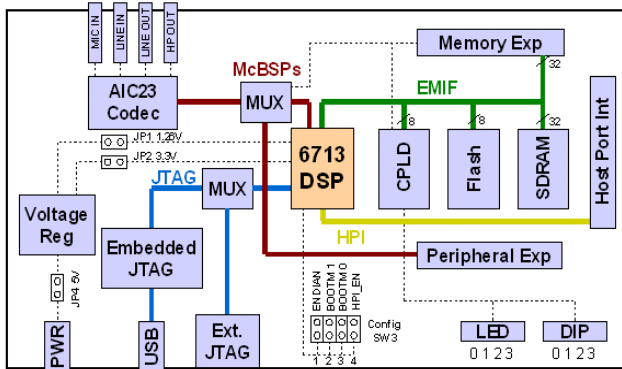 MIC IN
LINE IN
LINE OUT
HP OUT
AIC23
Codec
McBSPs
MUX
Memory Exp
32
EMIF
JP1 1.26V
JP2 3.3V
6713
DSP
8
CPLD
8
Flash
32
SDRAM
Host Port Int
JTAG
MUX
Voltage
Reg
Embedded
JTAG
HPI
Peripheral Exp
JP4 5V
ENDIAN
BOOTM 1
BOOTM 0
HPI_EN
Config
SW3
1 2 3 4
PWR
USB
Ext.
JTAG
LED
0 1 2 3
DIP
0 1 2 3